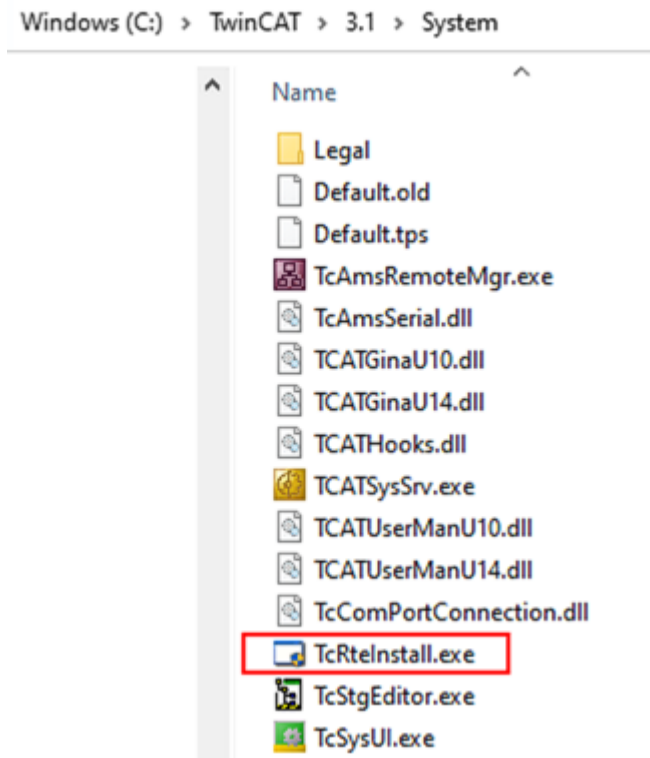 Windows (C:) > TwinCAT > 3.1 > System
Name
Legal
Default.old
Default.tps
TcAmsRemoteMgr.exe
TcAmsSerial.dll
TCATGinaU10.dll
TCATGinaU14.dll
TCATHooks.dll
TCATSysSrv.exe
TCATUserManU10.dll
TCATUserManU14.dll
TcComPortConnection.dll
TcRteInstall.exe
TcStgEditor.exe
TcSysUI.exe